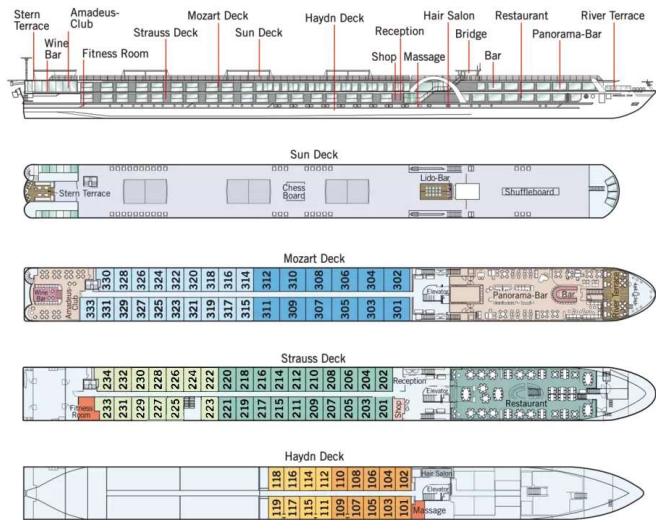 Stern Terrace
Wine Bar
Amadeus-Club
Fitness Room
Strauss Deck
Mozart Deck
Sun Deck
Haydn Deck
Reception
Shop
Massage
Hair Salon
Bridge
Bar
Restaurant
Panorama-Bar
River Terrace
Sun Deck
Stern Terrace
Chess Board
Lido-Bar
Shuffleboard
Mozart Deck
Wine Bar
Amadeus-Club
330 328 326 324 322 320 318 316 314 312 310 308 306 304 302
333 331 329 327 325 323 321 319 317 315 311 309 307 305 303 301
Elevator
Panorama-Bar
Bar
River Terrace
Strauss Deck
234 232 230 228 226 224 222 220 218 216 214 212 210 208 206 204 202
Fitness Room
233 231 229 227 225 223 221 219 217 215 211 209 207 205 203 201
Reception
Shop
Elevator
Restaurant
Haydn Deck
118 116 114 112 110 108 106 104 102
119 117 115 111 109 107 105 103 101
Hair Salon
Elevator
Massage